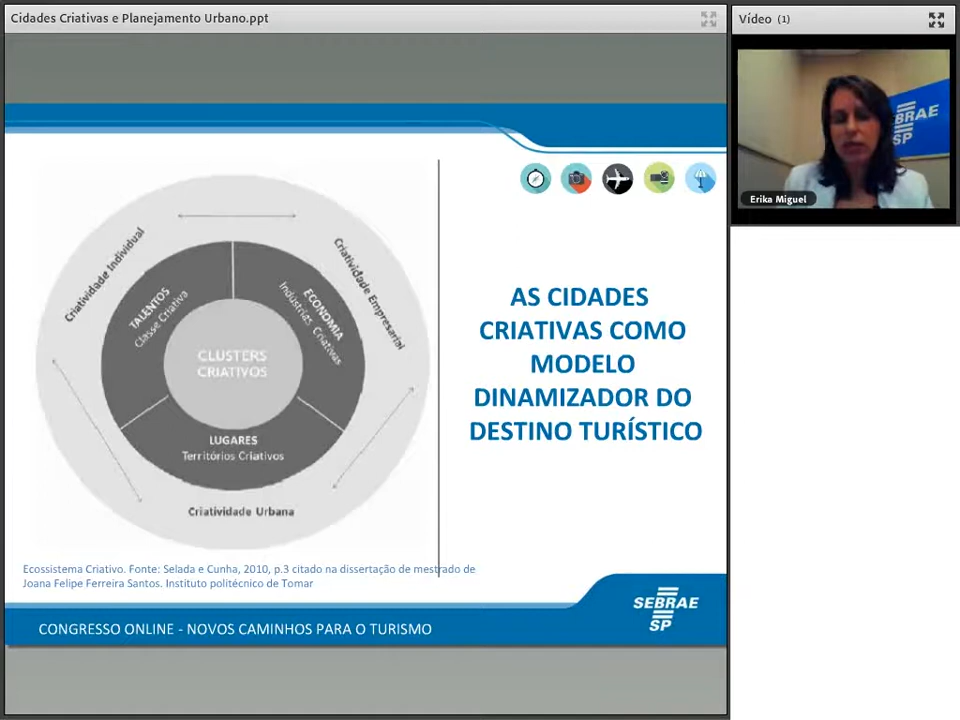 Cidades Criativas e Planejamento Urbano.ppt
Vídeo (1)
SEBRAE
SP
Erika Miguel
Criatividade Individual
Criatividade Empresarial
TALENTOS
Classe Criativa
ECONOMIA
Indústrias Criativas
CLUSTERS
CRIATIVOS
LUGARES
Territórios Criativos
Criatividade Urbana
AS CIDADES
CRIATIVAS COMO
MODELO
DINAMIZADOR DO
DESTINO TURÍSTICO
Ecossistema Criativo. Fonte: Selada e Cunha, 2010, p.3 citado na dissertação de mestrado de
Joana Felipe Ferreira Santos. Instituto politécnico de Tomar
CONGRESSO ONLINE - NOVOS CAMINHOS PARA O TURISMO
SEBRAE
SP